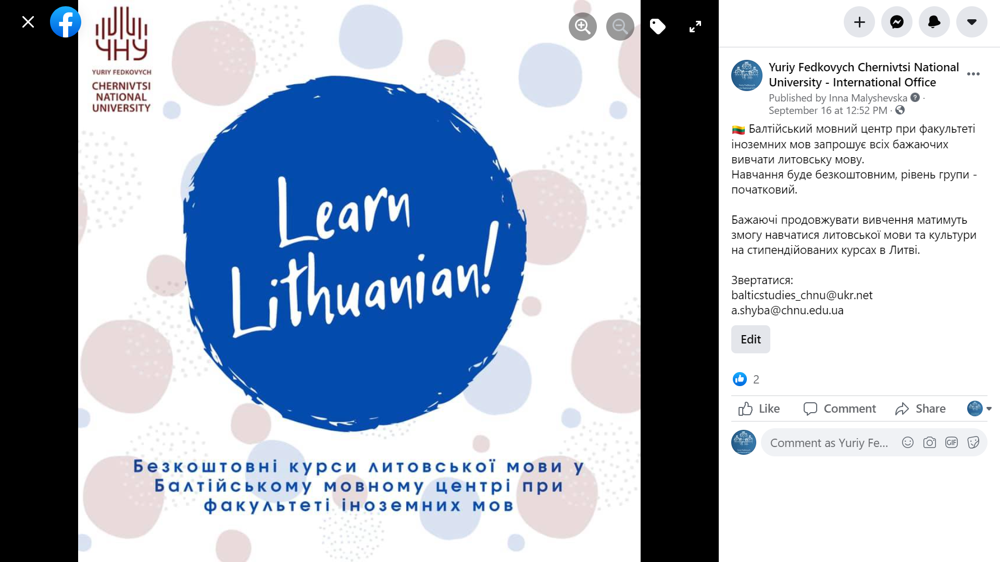 ЧНУ
YURIY FEDKOVYCH
CHERNIVTSI
NATIONAL
UNIVERSITY
Learn
Lithuanian!
Безкоштовні курси литовської мови у
Балтійському мовному центрі при
факультеті іноземних мов
Yuriy Fedkovych Chernivtsi National
University - International Office
Published by Inna Malyshevska ·
September 16 at 12:52 PM ·
Балтійський мовний центр при факультеті
іноземних мов запрошує всіх бажаючих
вивчати литовську мову.
Навчання буде безкоштовним, рівень групи -
початковий.
Бажаючі продовжувати вивчення матимуть
змогу навчатися литовської мови та культури
на стипендійованих курсах в Литві.
Звертатися:
balticstudies_chnu@ukr.net
a.shyba@chnu.edu.ua
Edit
2
Like Comment Share
Comment as Yuriy Fe... GIF